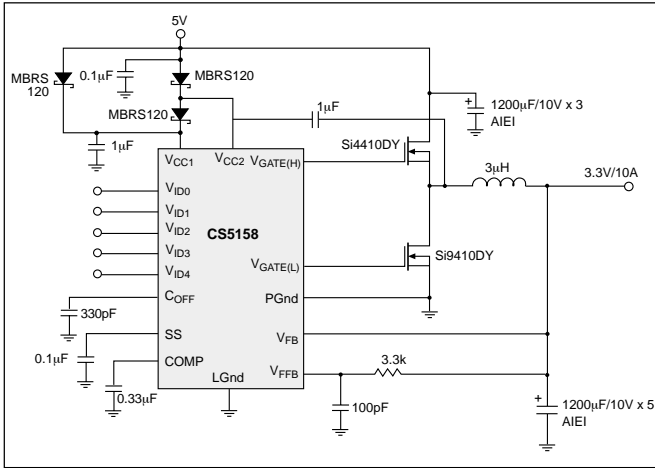 5V
MBRS
120
0.1μF
MBRS120
MBRS120
1μF
1μF
1200μF/10V x 3
AIEI
Si4410DY
3μH
3.3V/10A
VCC1
VCC2
VGATE(H)
VID0
VID1
VID2
VID3
VID4
CS5158
VGATE(L)
Si9410DY
COFF
PGnd
330pF
SS
VFB
0.1μF
COMP
VFFB
3.3k
LGnd
0.33μF
100pF
1200μF/10V x 5
AIEI